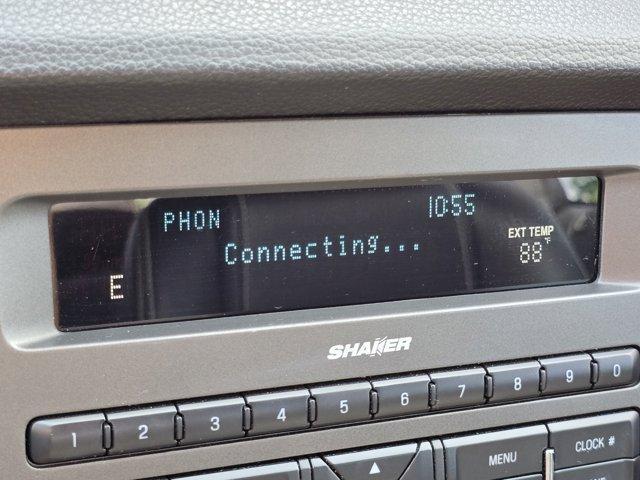 PHON 10:55
Connecting...
EXT TEMP
88°F
E
SHAKER
1 2 3 4 5 6 7 8 9 0
MENU CLOCK #